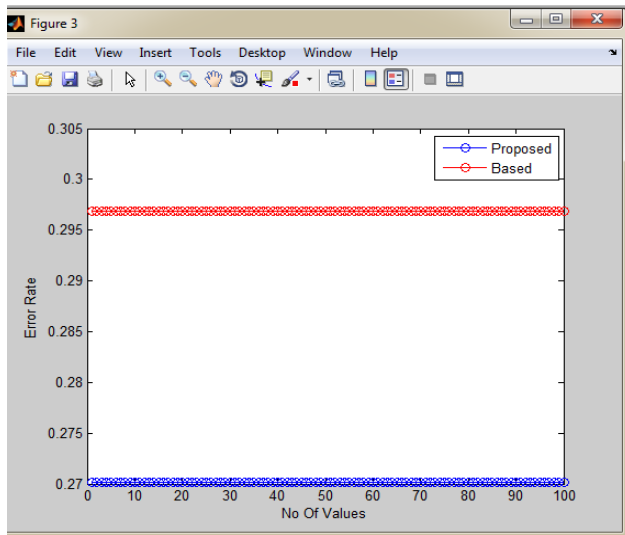 Figure 3
File Edit View Insert Tools Desktop Window Help
0.305
0.3
0.295
0.29
0.285
0.28
0.275
0.27
Error Rate
Proposed
Based
0 10 20 30 40 50 60 70 80 90 100
No Of Values